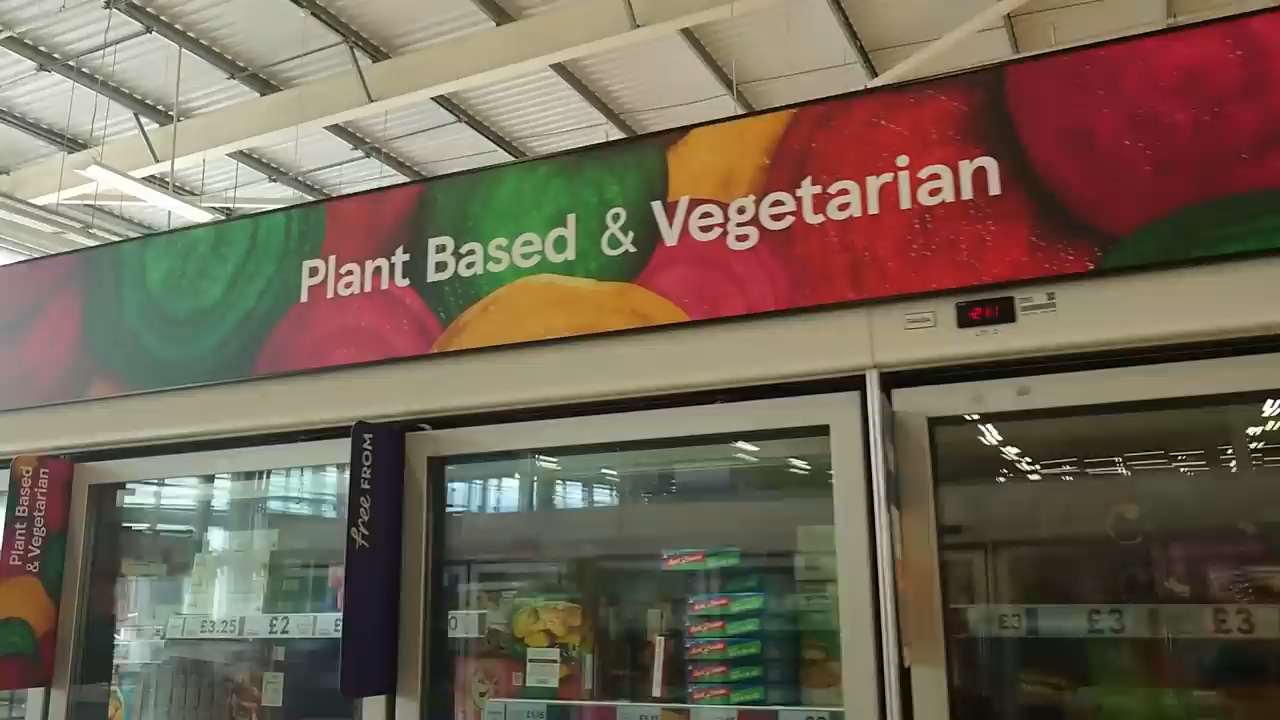 Plant Based & Vegetarian
Plant Based
& Vegetarian
free FROM
£3.25
£2
£3
£3
£3